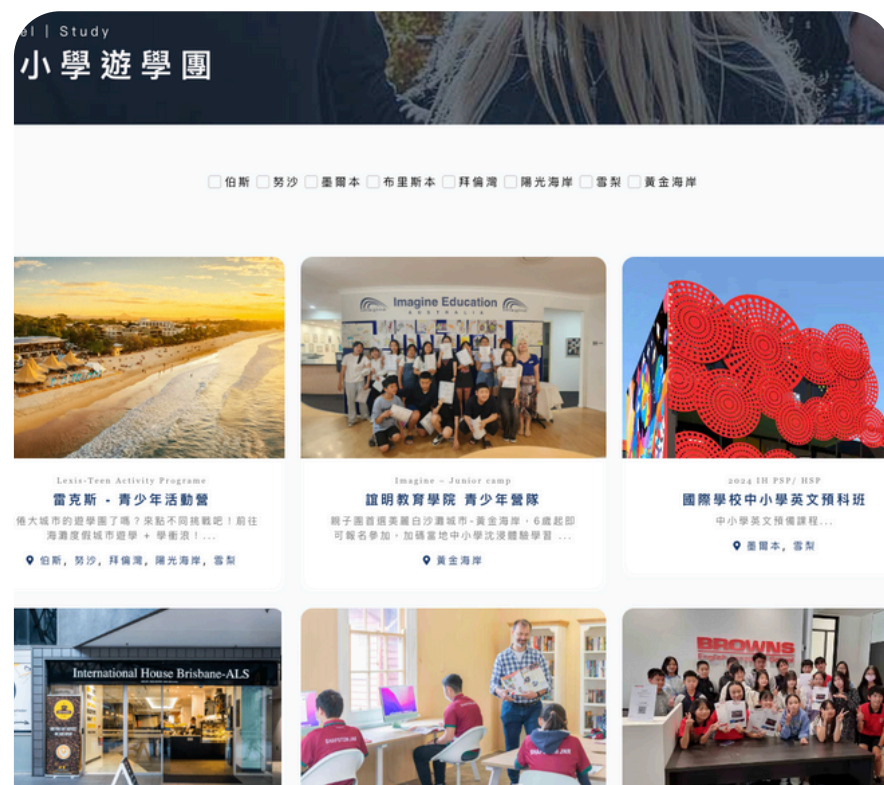 el | Study
小學遊學團
伯斯 努沙 墨爾本 布里斯本 拜倫灣 陽光海岸 雪梨 黃金海岸
Imagine Education
AUSTRALIA
Lexis-Teen Activity Programe
雷克斯 - 青少年活動營
倦大城市的遊學團了嗎？來點不同挑戰吧！前往
海灘度假城市遊學 + 學衝浪！...
伯斯, 努沙, 拜倫灣, 陽光海岸, 雪梨
Imagine – Junior camp
誼明教育學院 青少年營隊
親子團首選美麗白沙灘城市-黃金海岸，6歲起即
可報名參加，加碼當地中小學沈浸體驗學習 ...
黃金海岸
2024 IH PSP/ HSP
國際學校中小學英文預科班
中小學英文預備課程...
墨爾本, 雪梨
International House Brisbane-ALS
BROWNS